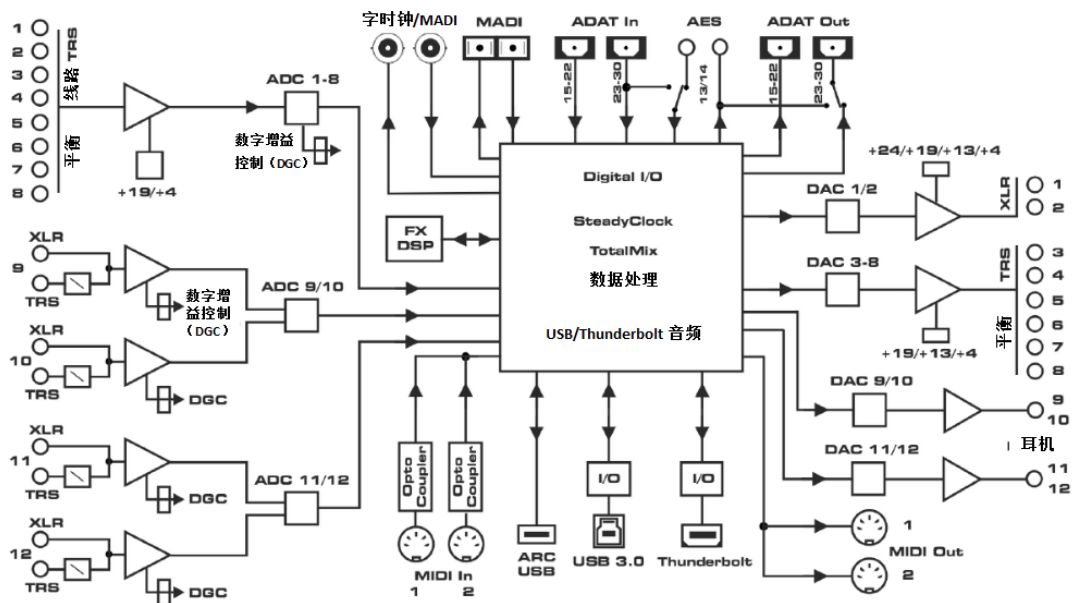 1
2
3
4
5
6
7
8
TRS
线路
平衡
+19/+4
ADC 1-8
数字增益
控制（DGC）
字时钟/MADI
MADI
ADAT In
AES
ADAT Out
15-22
23-30
13/14
15-22
23-30
Digital I/O
SteadyClock
TotalMix
数据处理
USB/Thunderbolt 音频
FX
DSP
XLR
9
TRS
数字增
益控制
（DGC）
ADC 9/10
XLR
10
TRS
DGC
XLR
11
TRS
DGC
ADC 11/12
XLR
12
TRS
DGC
Opto
Coupler
Opto
Coupler
MIDI In
1
2
ARC
USB
I/O
USB 3.0
I/O
Thunderbolt
DAC 1/2
+24/+19/+13/+4
XLR
1
2
DAC 3-8
+19/+13/+4
TRS
平衡
3
4
5
6
7
8
DAC 9/10
9
10
耳机
DAC 11/12
11
12
1
MIDI Out
2